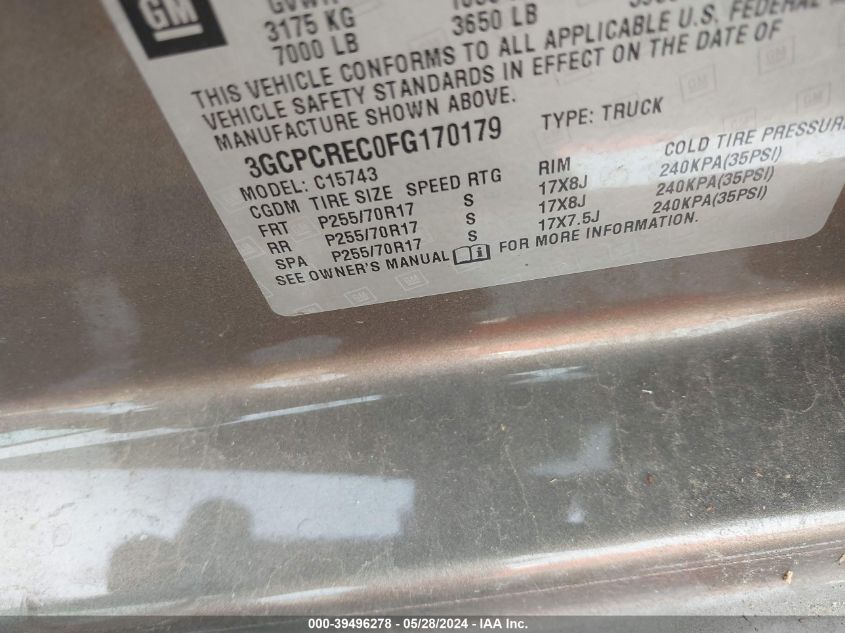 GM
3175 KG 3650 LB
7000 LB
THIS VEHICLE CONFORMS TO ALL APPLICABLE U.S. FEDERAL
VEHICLE SAFETY STANDARDS IN EFFECT ON THE DATE OF
MANUFACTURE SHOWN ABOVE.
3GCPCREC0FG170179 TYPE: TRUCK
MODEL: C15743
CGDM TIRE SIZE SPEED RTG RIM COLD TIRE PRESSURE
FRT P255/70R17 S 17X8J 240KPA(35PSI)
RR P255/70R17 S 17X8J 240KPA(35PSI)
SPA P255/70R17 S 17X7.5J 240KPA(35PSI)
SEE OWNER'S MANUAL FOR MORE INFORMATION.
000-39496278 - 05/28/2024 - IAA Inc.